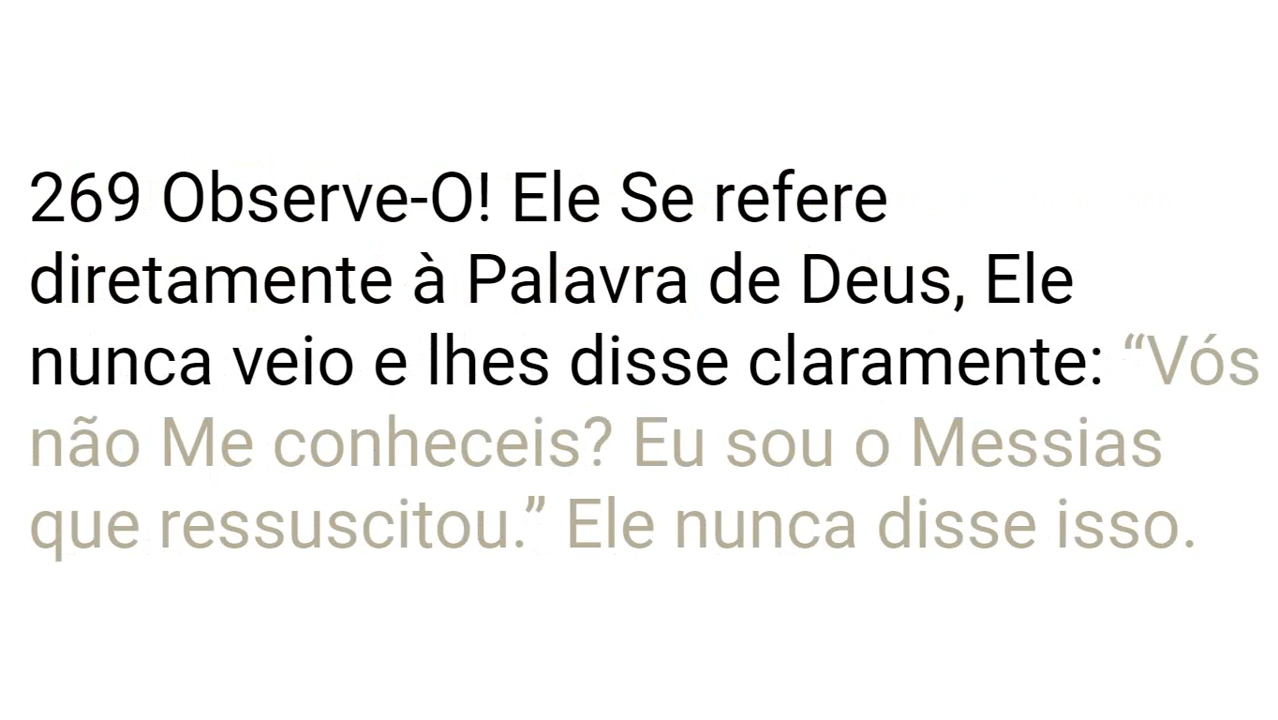 269 Observe-O! Ele Se refere
diretamente à Palavra de Deus, Ele
nunca veio e lhes disse claramente: “Vós
não Me conheceis? Eu sou o Messias
que ressuscitou.” Ele nunca disse isso.